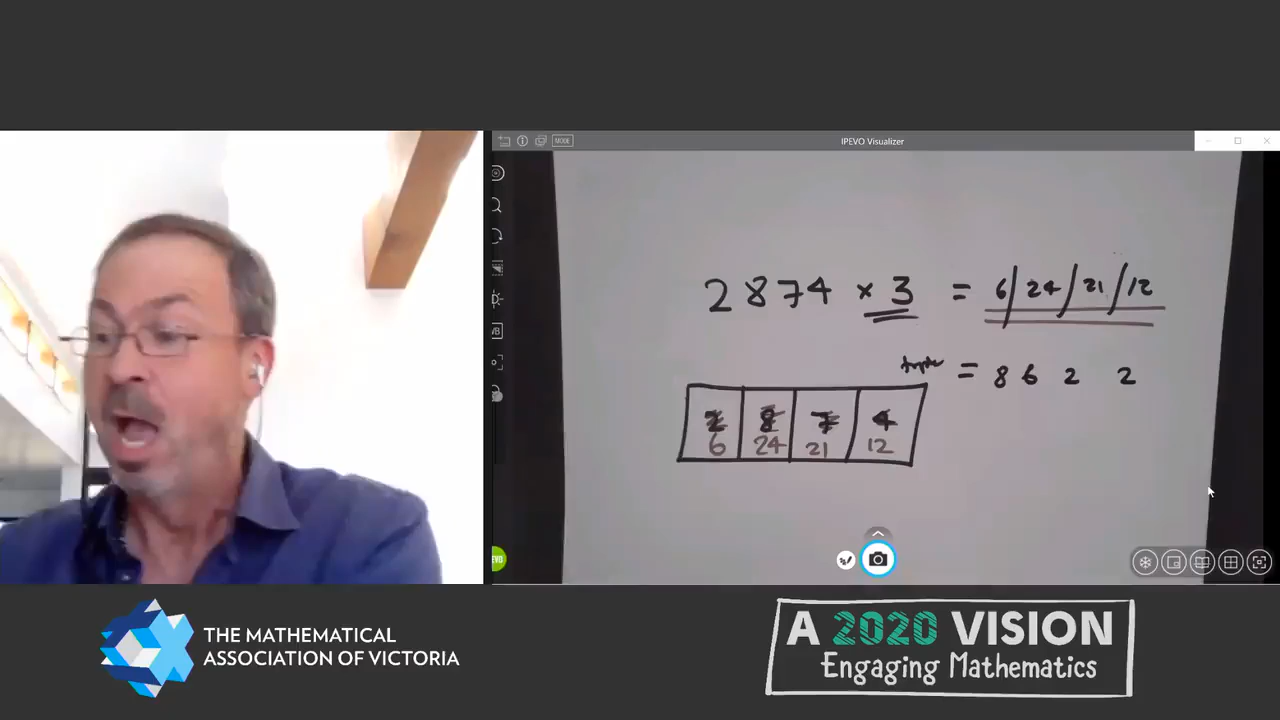 MODE
IPEVO Visualizer
2874 × 3 = 6/24/21/12
= 8 6 2 2
2 8 7 4
6 24 21 12
THE MATHEMATICAL
ASSOCIATION OF VICTORIA
A 2020 VISION
Engaging Mathematics